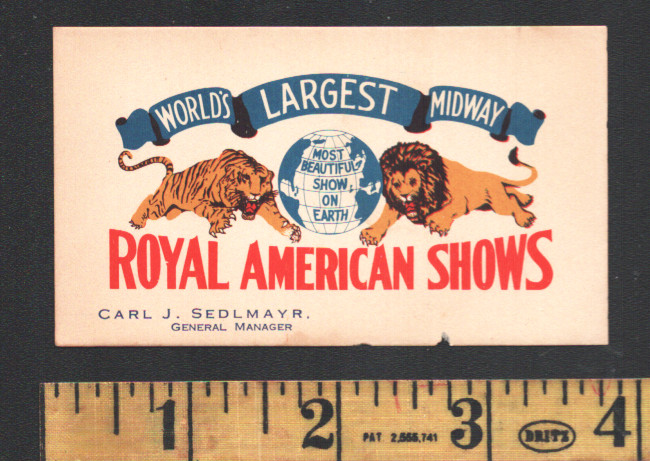 WORLD'S LARGEST MIDWAY
MOST
BEAUTIFUL
SHOW
ON
EARTH
ROYAL AMERICAN SHOWS
CARL J. SEDLMAYR.
GENERAL MANAGER
1 2 3 4
PAT 2,555,741
BRITZ